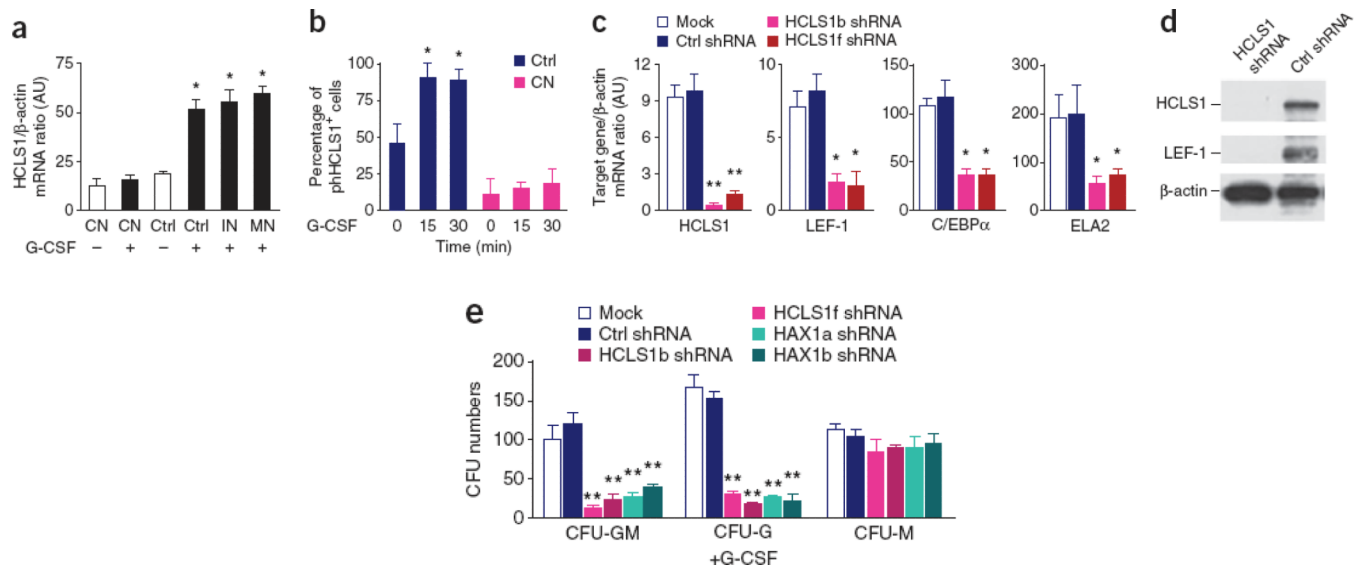 a
HCLS1/β-actin
mRNA ratio (AU)
75
50
25
0
CN CN Ctrl Ctrl IN MN
G-CSF – + – + + +
b
Ctrl
CN
Percentage of
phHCLS1+ cells
100
75
50
25
0
* *
G-CSF 0 15 30 0 15 30
Time (min)
* * *
c
Mock
Ctrl shRNA
HCLS1b shRNA
HCLS1f shRNA
Target gene/β-actin
mRNA ratio (AU)
12
9
6
3
0
** **
HCLS1
10
5
0
* *
LEF-1
150
100
50
0
* *
C/EBPα
300
200
100
0
* *
ELA2
d
HCLS1
shRNA
Ctrl shRNA
HCLS1
LEF-1
β-actin
e
Mock
Ctrl shRNA
HCLS1b shRNA
HCLS1f shRNA
HAX1a shRNA
HAX1b shRNA
CFU numbers
200
150
100
50
0
** ** ** **
** ** ** **
CFU-GM CFU-G CFU-M
+G-CSF